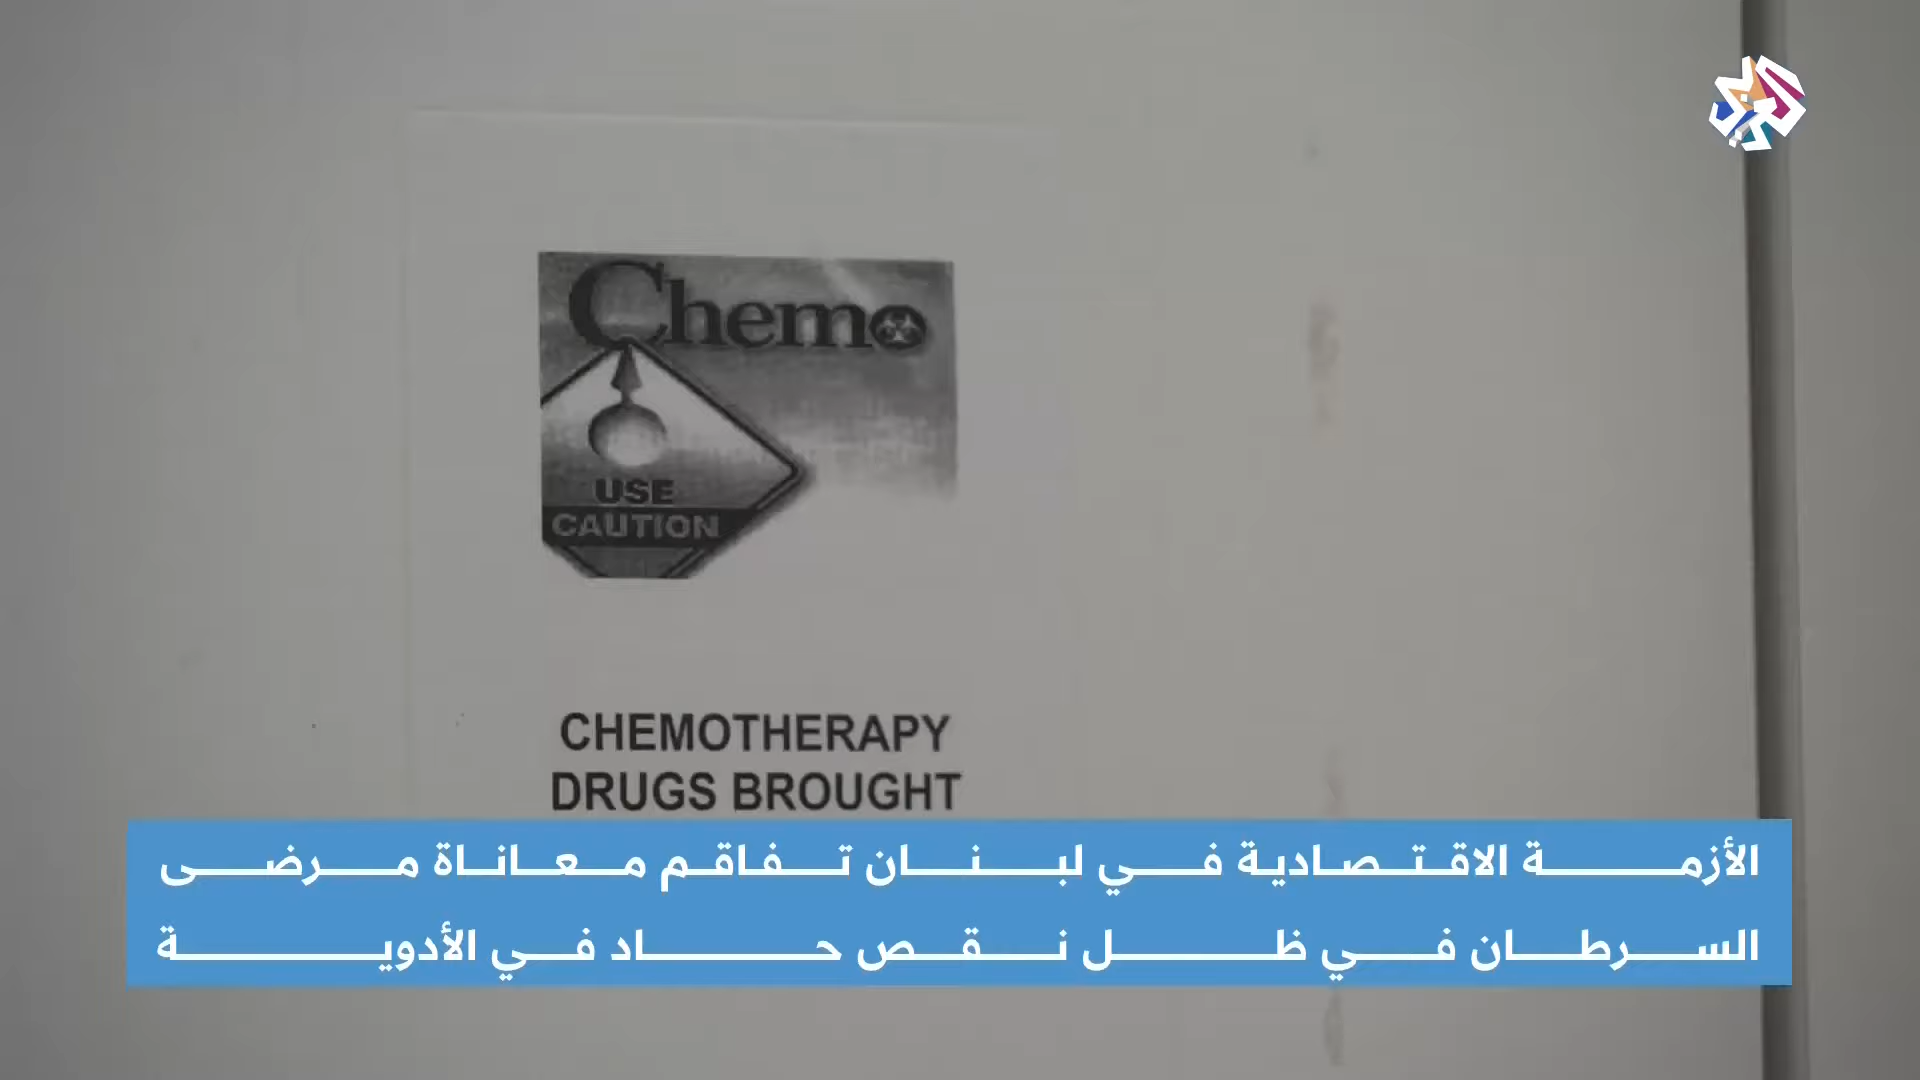 العربي
Chemo
USE
CAUTION
CHEMOTHERAPY
DRUGS BROUGHT
الأزمة الاقتصادية في لبنان تفاقم معاناة مرضى
السرطان في ظل نقص حاد في الأدوية